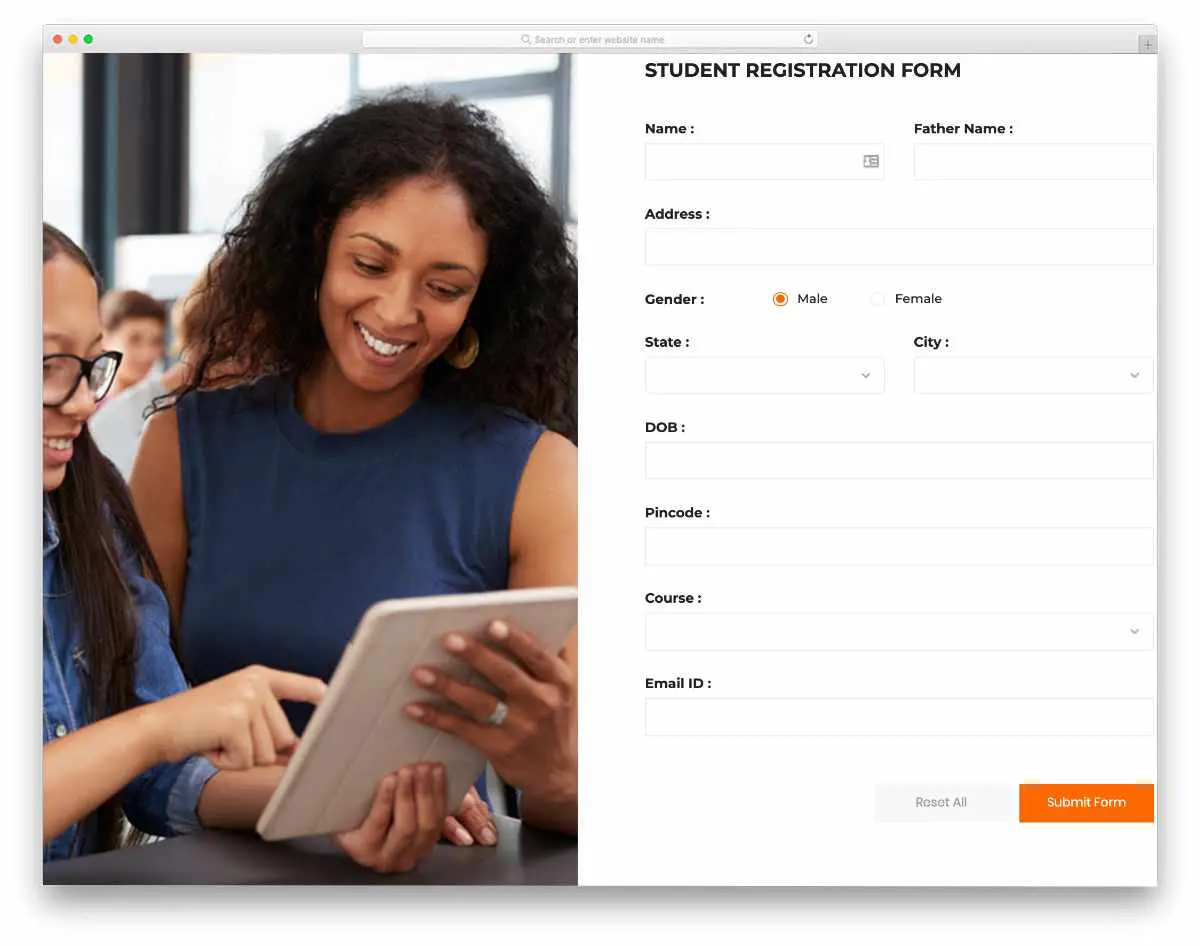 Search or enter website name
STUDENT REGISTRATION FORM
Name :
Father Name :
Address :
Gender :
Male
Female
State :
City :
DOB :
Pincode :
Course :
Email ID :
Reset All
Submit Form